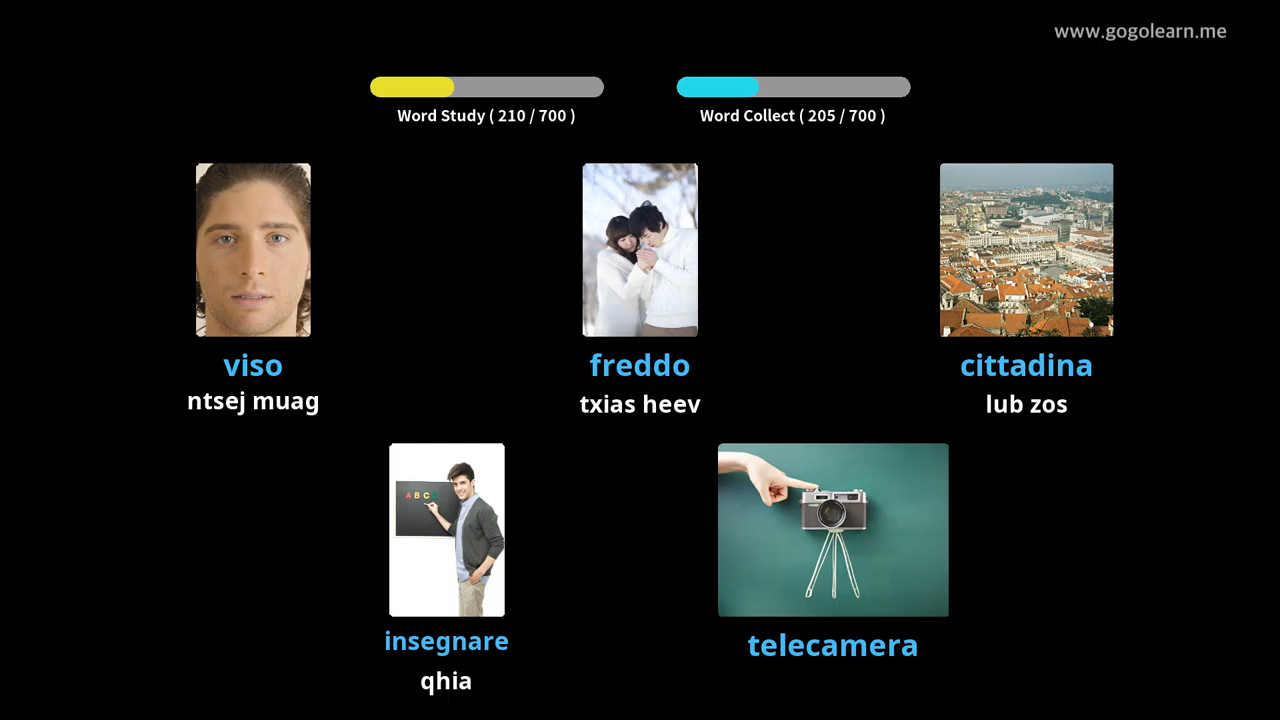 www.gogolearn.me
Word Study ( 210 / 700 )
Word Collect ( 205 / 700 )
viso
ntsej muag
freddo
txias heev
cittadina
lub zos
A B C D
insegnare
qhia
telecamera